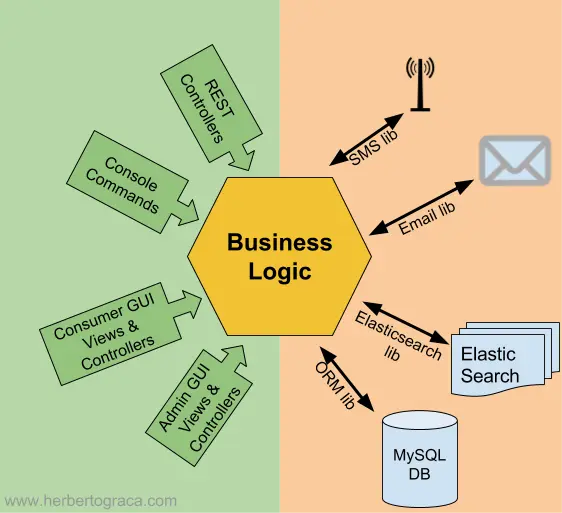 REST
Controllers
Console
Commands
Consumer GUI
Views &
Controllers
Admin GUI
Views &
Controllers
Business
Logic
SMS lib
Email lib
Elasticsearch
lib
Elastic
Search
ORM lib
MySQL
DB
www.herbertograca.com